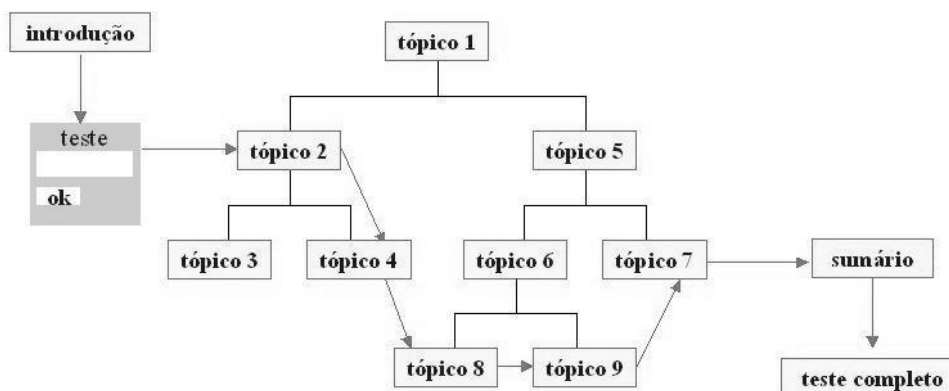 introdução
tópico 1
teste
tópico 2
tópico 5
ok
tópico 3
tópico 4
tópico 6
tópico 7
sumário
tópico 8
tópico 9
teste completo